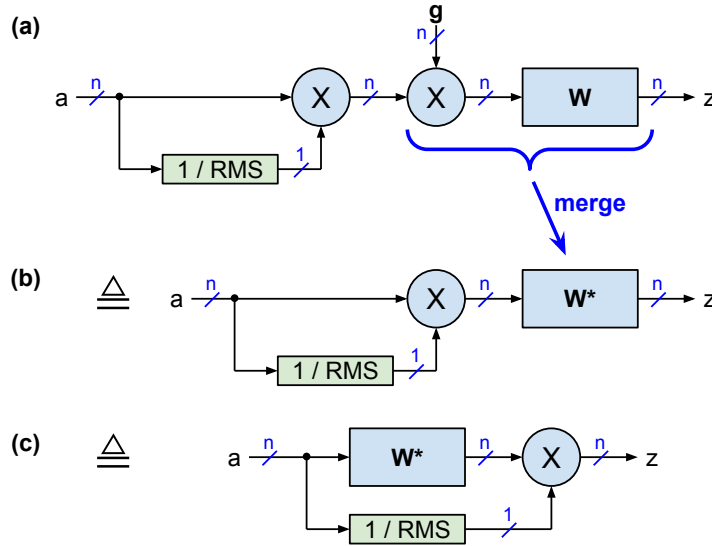 (a)
g
n
a n X n X n W n z
1 / RMS 1
merge
(b) ≜ a n X n W* n z
1 / RMS 1
(c) ≜ a n W* n X n z
1 / RMS 1